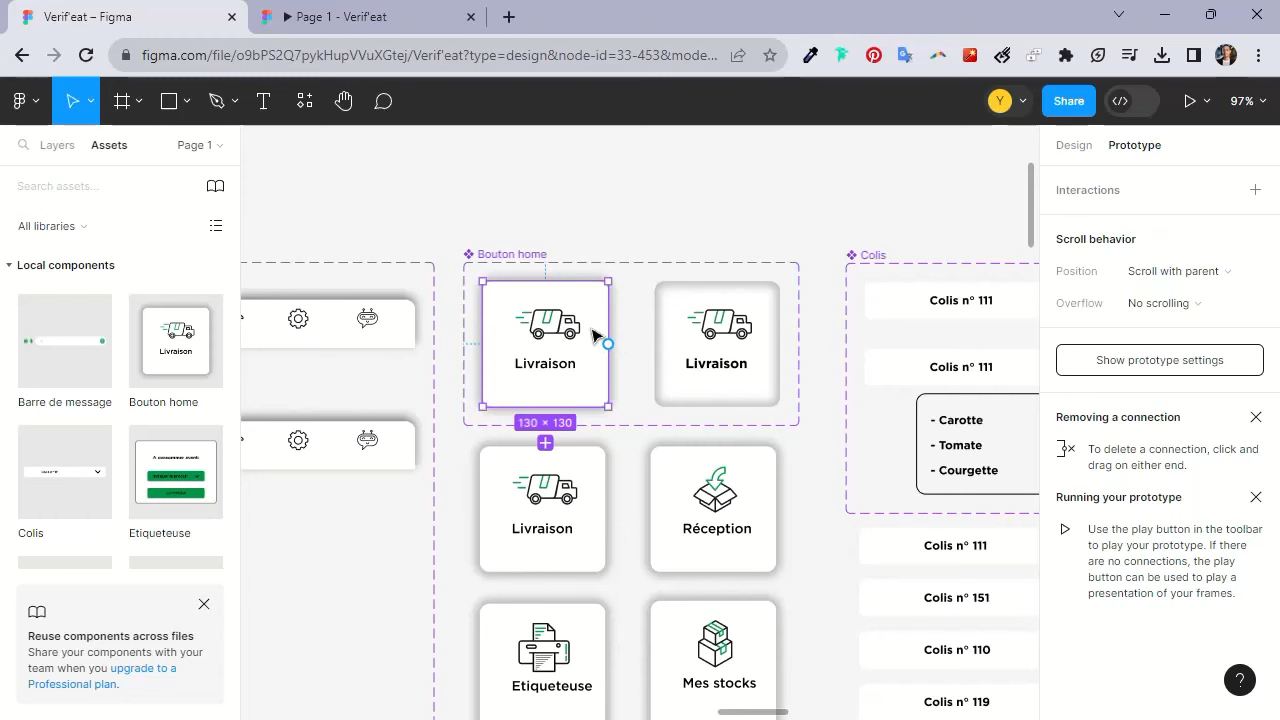 Verif'eat – Figma
Page 1 - Verif'eat
figma.com/file/o9bPS2Q7pykHupVVuXGtej/Verif'eat?type=design&node-id=33-453&mode...
Y
Share
97%
Layers
Assets
Page 1
Design
Prototype
Search assets...
Interactions
All libraries
Scroll behavior
Local components
Bouton home
Colis
Position
Scroll with parent
Colis n° 111
Overflow
No scrolling
Livraison
Livraison
Livraison
Colis n° 111
Show prototype settings
Barre de message
Bouton home
130 × 130
- Carotte
- Tomate
- Courgette
Removing a connection
To delete a connection, click and
drag on either end.
Livraison
Réception
Running your prototype
Colis
Etiqueteuse
Colis n° 111
Use the play button in the toolbar
to play your prototype. If there
are no connections, the play
button can be used to play a
presentation of your frames.
Colis n° 151
Reuse components across files
Share your components with your
team when you upgrade to a
Professional plan.
Etiqueteuse
Mes stocks
Colis n° 110
Colis n° 119
?